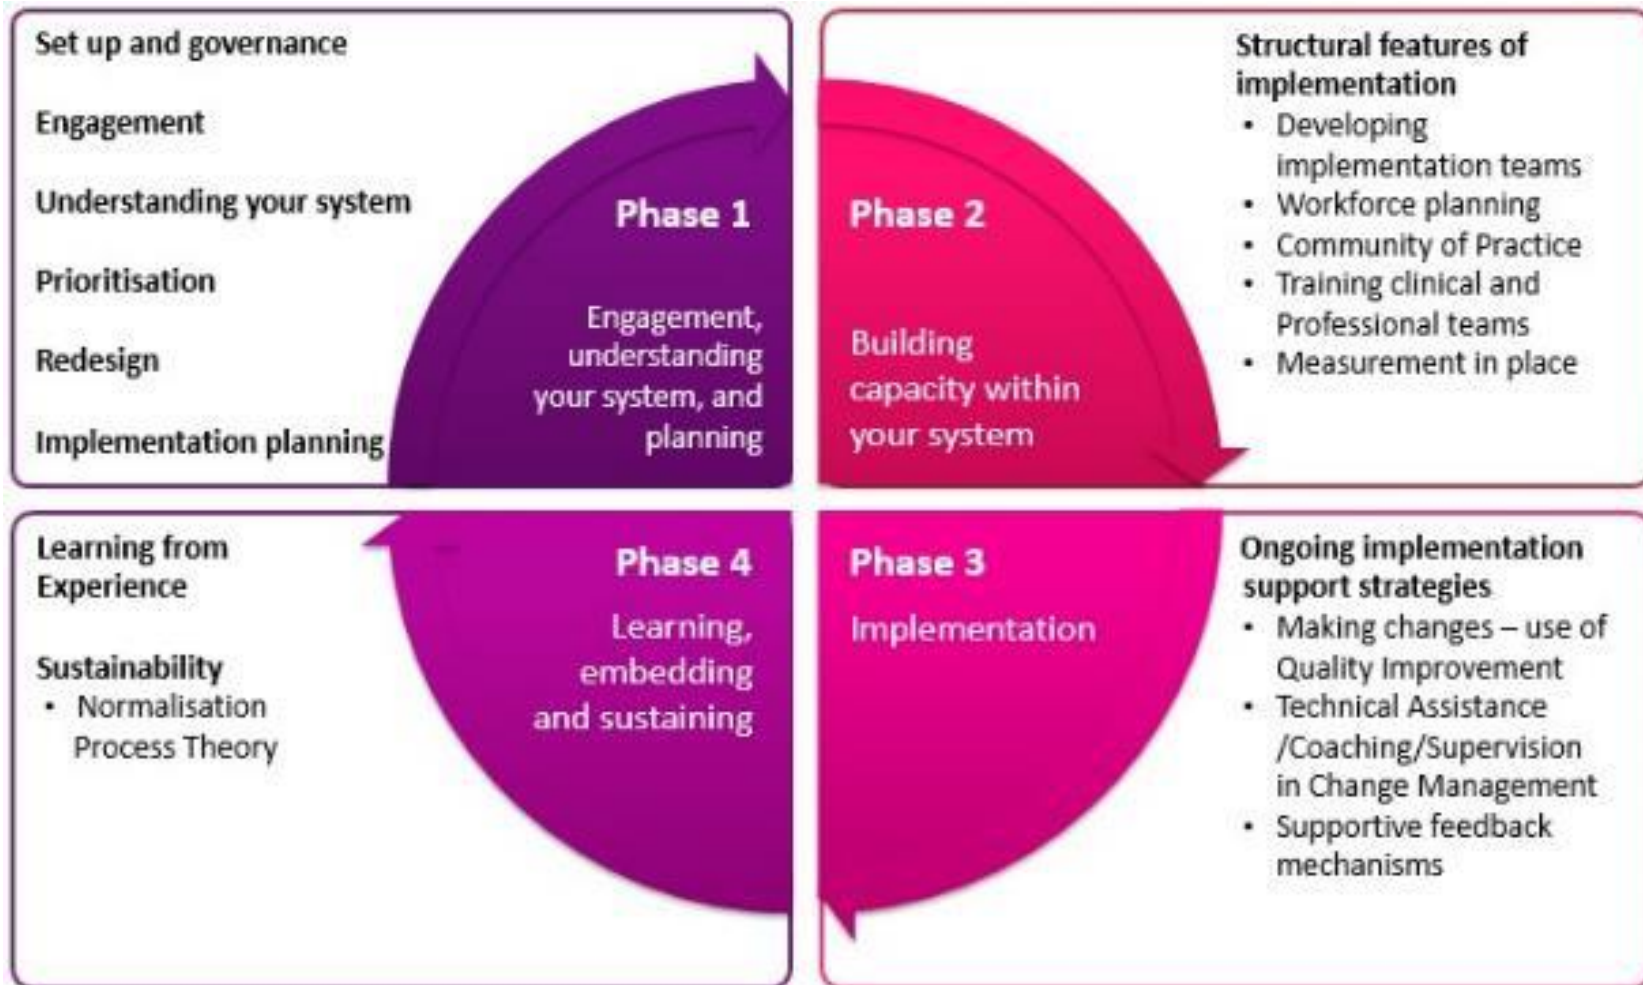 Set up and governance
Engagement
Understanding your system
Prioritisation
Redesign
Implementation planning
Phase 1
Engagement,
understanding
your system, and
planning
Phase 2
Building
capacity within
your system
Structural features of
implementation
• Developing
implementation teams
• Workforce planning
• Community of Practice
• Training clinical and
Professional teams
• Measurement in place
Learning from
Experience
Sustainability
• Normalisation
Process Theory
Phase 4
Learning,
embedding
and sustaining
Phase 3
Implementation
Ongoing implementation
support strategies
• Making changes – use of
Quality Improvement
• Technical Assistance
/Coaching/Supervision
in Change Management
• Supportive feedback
mechanisms